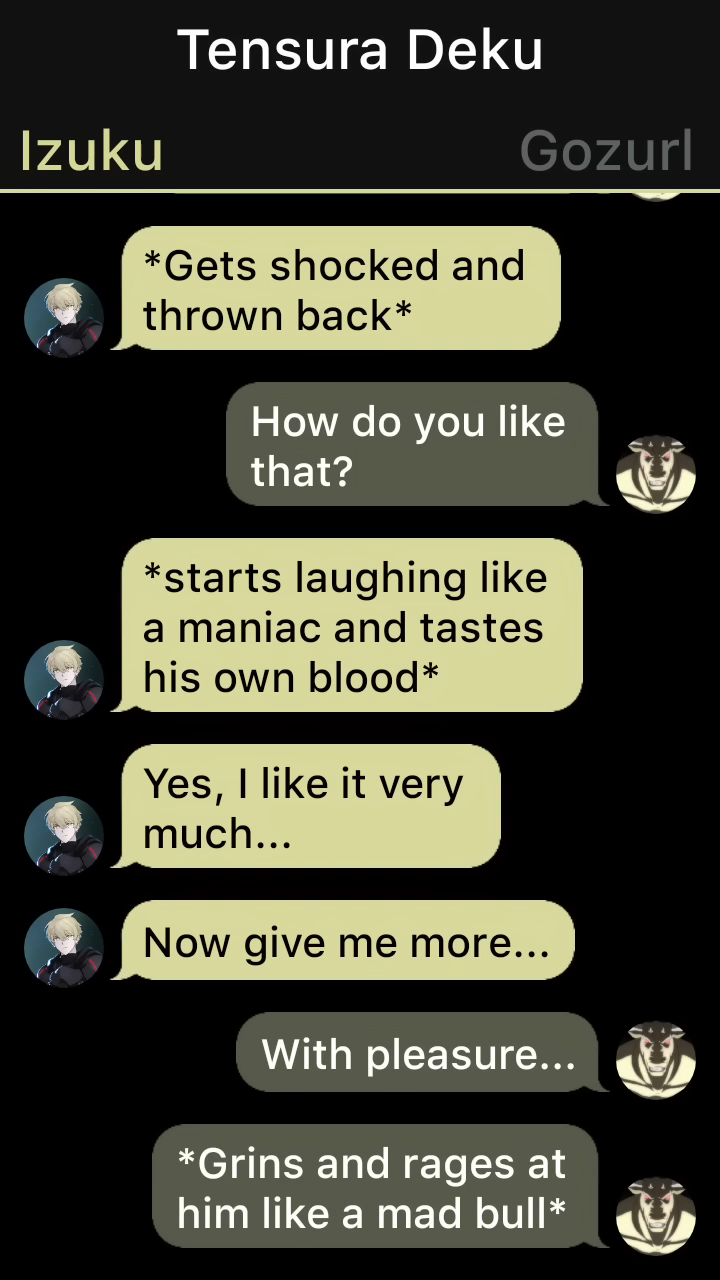 Tensura Deku
Izuku
Gozurl
*Gets shocked and
thrown back*
How do you like
that?
*starts laughing like
a maniac and tastes
his own blood*
Yes, I like it very
much...
Now give me more...
With pleasure...
*Grins and rages at
him like a mad bull*